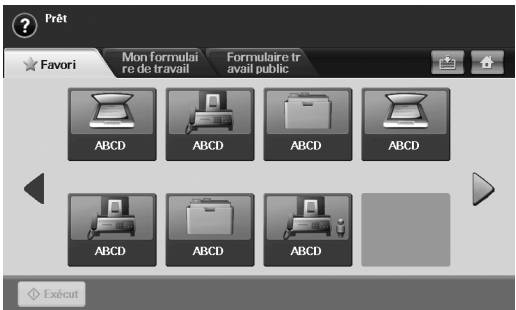 ? Prêt
Favori
Mon formulai
re de travail
Formulaire tr
avail public
ABCD ABCD ABCD ABCD
ABCD ABCD ABCD
Exécut